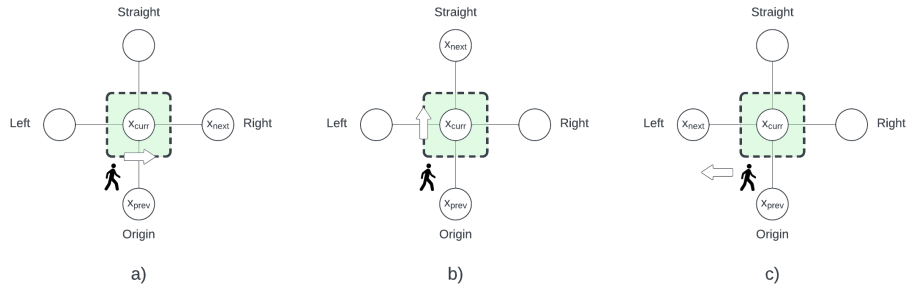 Straight
Left
x_curr
x_next
Right
x_prev
Origin
a)
Straight
x_next
Left
x_curr
Right
x_prev
Origin
b)
Straight
Left
x_next
x_curr
Right
x_prev
Origin
c)